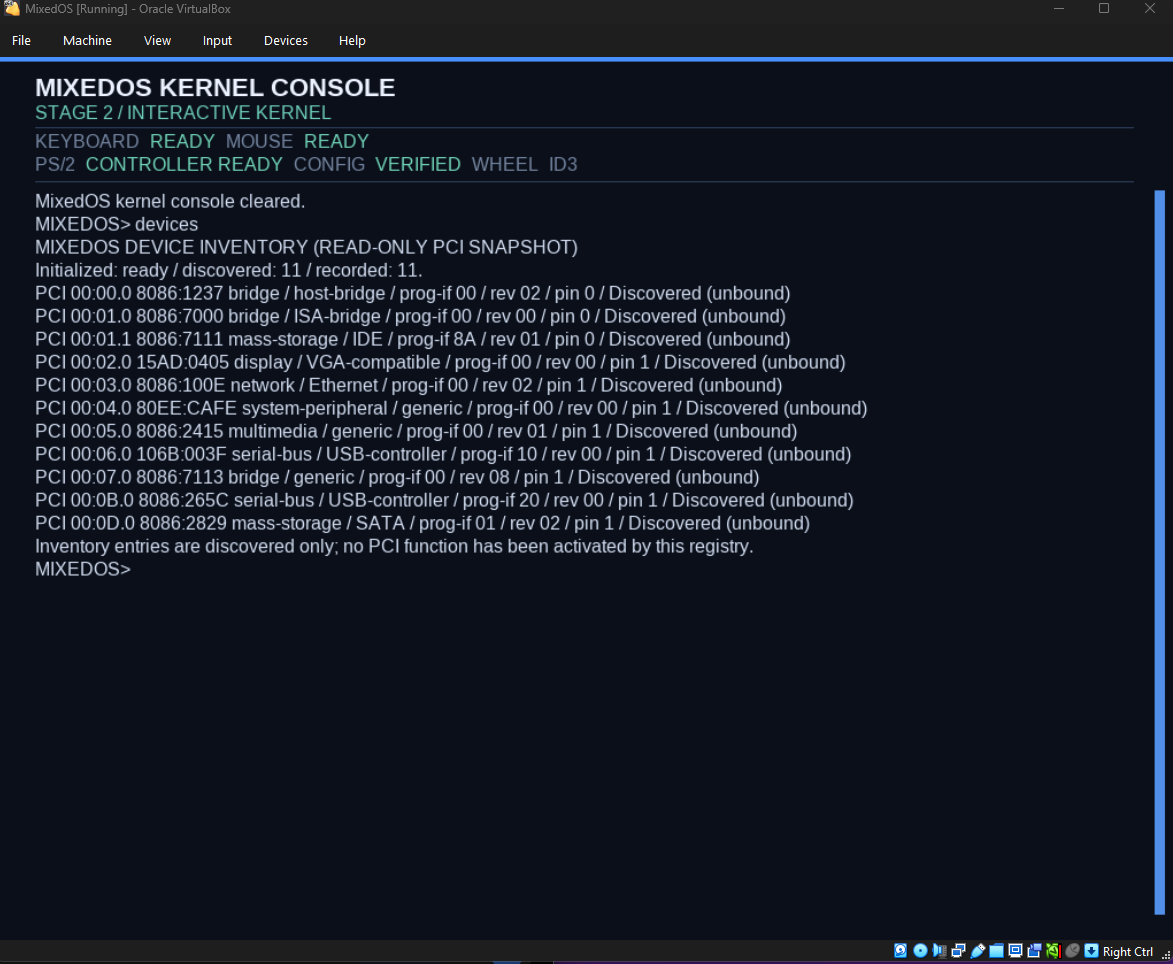 MixedOS [Running] - Oracle VirtualBox
File Machine View Input Devices Help
MIXEDOS KERNEL CONSOLE
STAGE 2 / INTERACTIVE KERNEL
KEYBOARD READY MOUSE READY
PS/2 CONTROLLER READY CONFIG VERIFIED WHEEL ID3
MixedOS kernel console cleared.
MIXEDOS> devices
MIXEDOS DEVICE INVENTORY (READ-ONLY PCI SNAPSHOT)
Initialized: ready / discovered: 11 / recorded: 11.
PCI 00:00.0 8086:1237 bridge / host-bridge / prog-if 00 / rev 02 / pin 0 / Discovered (unbound)
PCI 00:01.0 8086:7000 bridge / ISA-bridge / prog-if 00 / rev 00 / pin 0 / Discovered (unbound)
PCI 00:01.1 8086:7111 mass-storage / IDE / prog-if 8A / rev 01 / pin 0 / Discovered (unbound)
PCI 00:02.0 15AD:0405 display / VGA-compatible / prog-if 00 / rev 00 / pin 1 / Discovered (unbound)
PCI 00:03.0 8086:100E network / Ethernet / prog-if 00 / rev 02 / pin 1 / Discovered (unbound)
PCI 00:04.0 80EE:CAFE system-peripheral / generic / prog-if 00 / rev 00 / pin 1 / Discovered (unbound)
PCI 00:05.0 8086:2415 multimedia / generic / prog-if 00 / rev 01 / pin 1 / Discovered (unbound)
PCI 00:06.0 106B:003F serial-bus / USB-controller / prog-if 10 / rev 00 / pin 1 / Discovered (unbound)
PCI 00:07.0 8086:7113 bridge / generic / prog-if 00 / rev 08 / pin 1 / Discovered (unbound)
PCI 00:0B.0 8086:265C serial-bus / USB-controller / prog-if 20 / rev 00 / pin 1 / Discovered (unbound)
PCI 00:0D.0 8086:2829 mass-storage / SATA / prog-if 01 / rev 02 / pin 1 / Discovered (unbound)
Inventory entries are discovered only; no PCI function has been activated by this registry.
MIXEDOS>
Right Ctrl